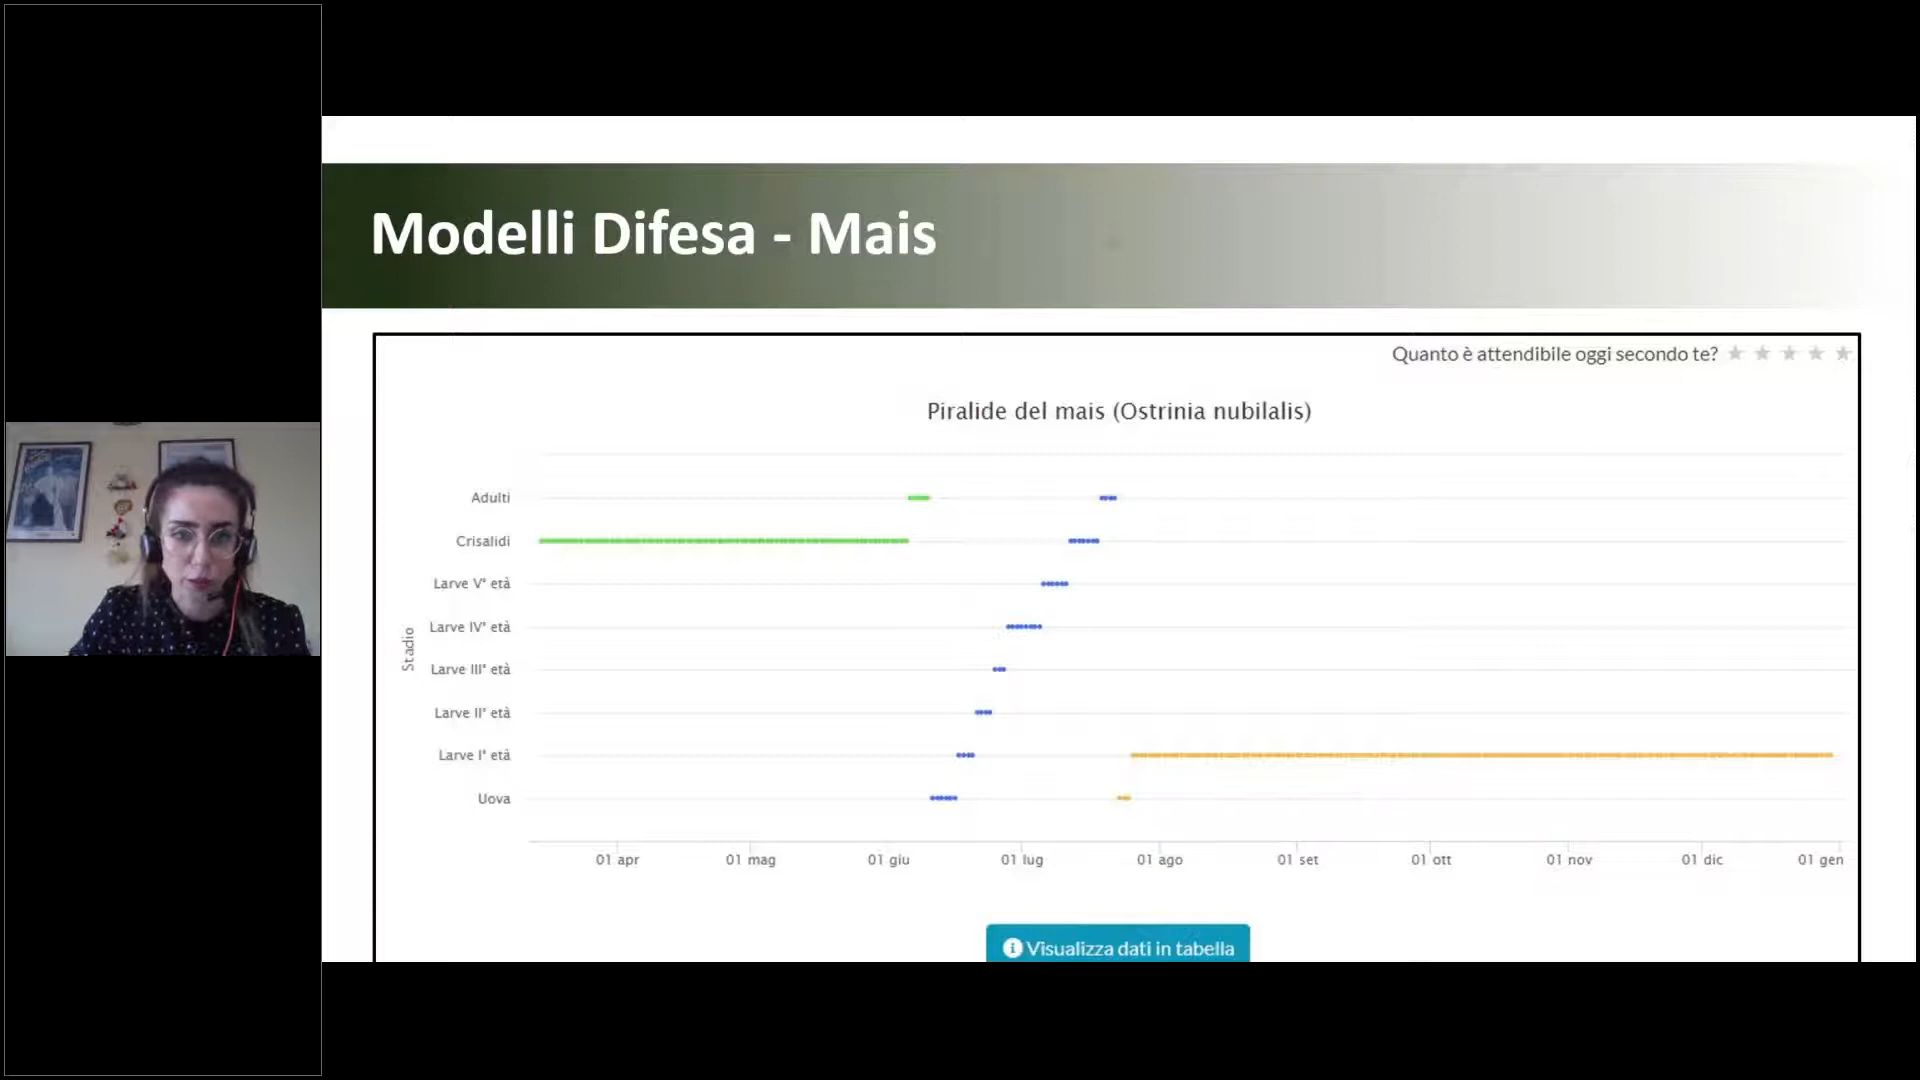 Modelli Difesa - Mais
Quanto è attendibile oggi secondo te?
Piralide del mais (Ostrinia nubilalis)
Stadio
Adulti
Crisalidi
Larve V° età
Larve IV° età
Larve III° età
Larve II° età
Larve I° età
Uova
01 apr 01 mag 01 giu 01 lug 01 ago 01 set 01 ott 01 nov 01 dic 01 gen
Visualizza dati in tabella